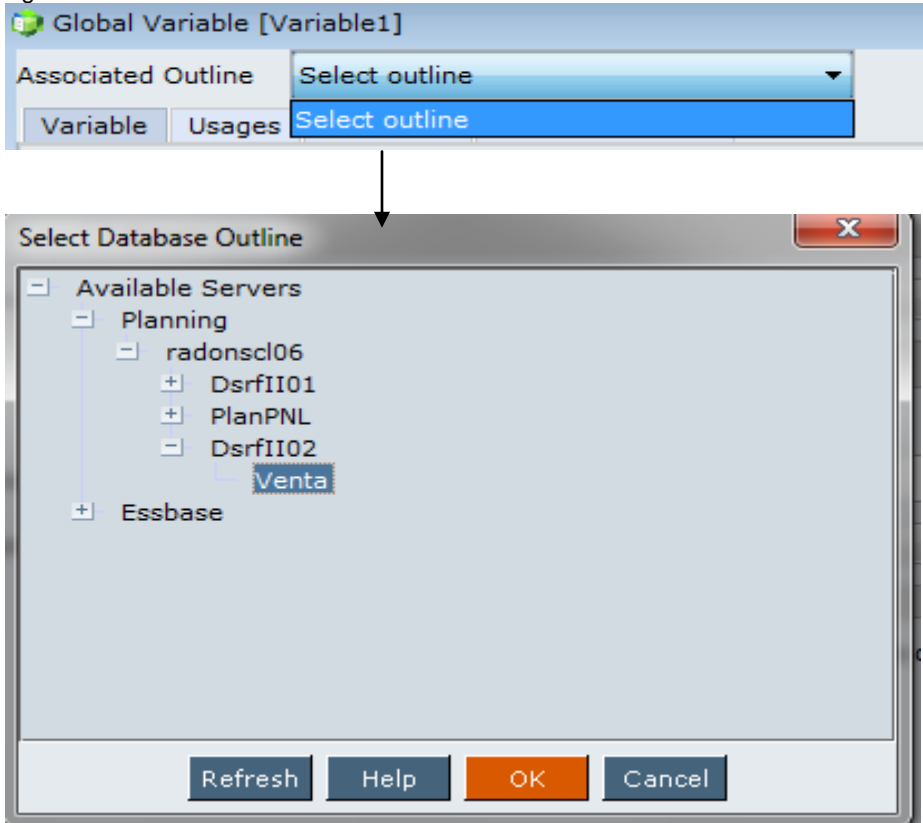 Global Variable [Variable1]
Associated Outline Select outline
Variable Usages Select outline
Select Database Outline
Available Servers
Planning
radonscl06
DsrfII01
PlanPNL
DsrfII02
Venta
Essbase
Refresh Help OK Cancel